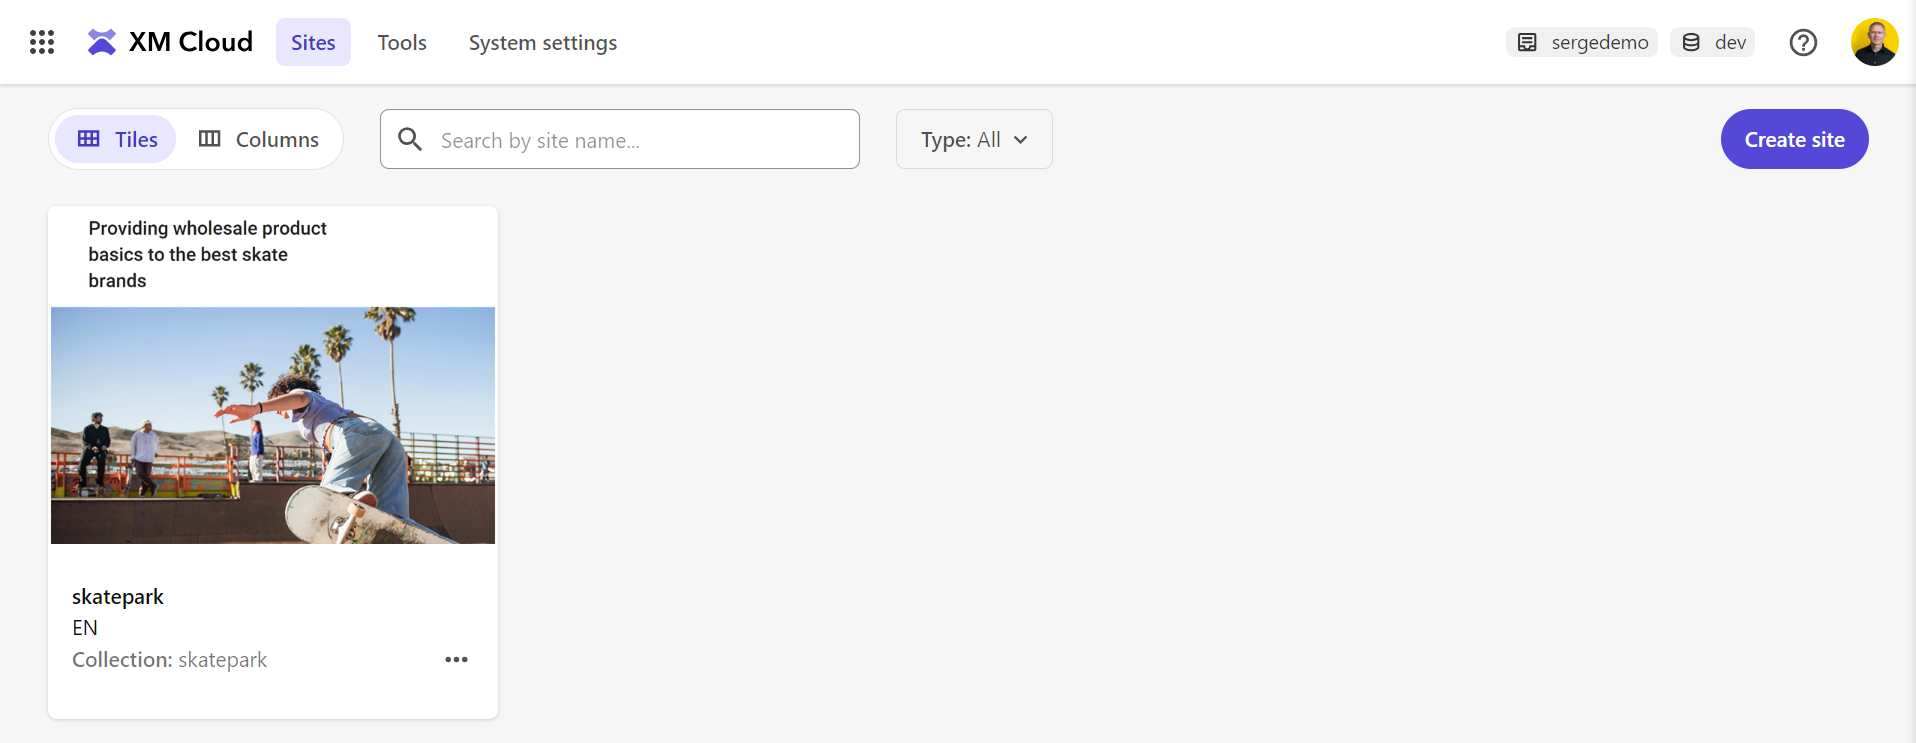 XM Cloud Sites Tools System settings sergedemo dev
Tiles Columns Search by site name... Type: All Create site
Providing wholesale product
basics to the best skate
brands
skatepark
EN
Collection: skatepark